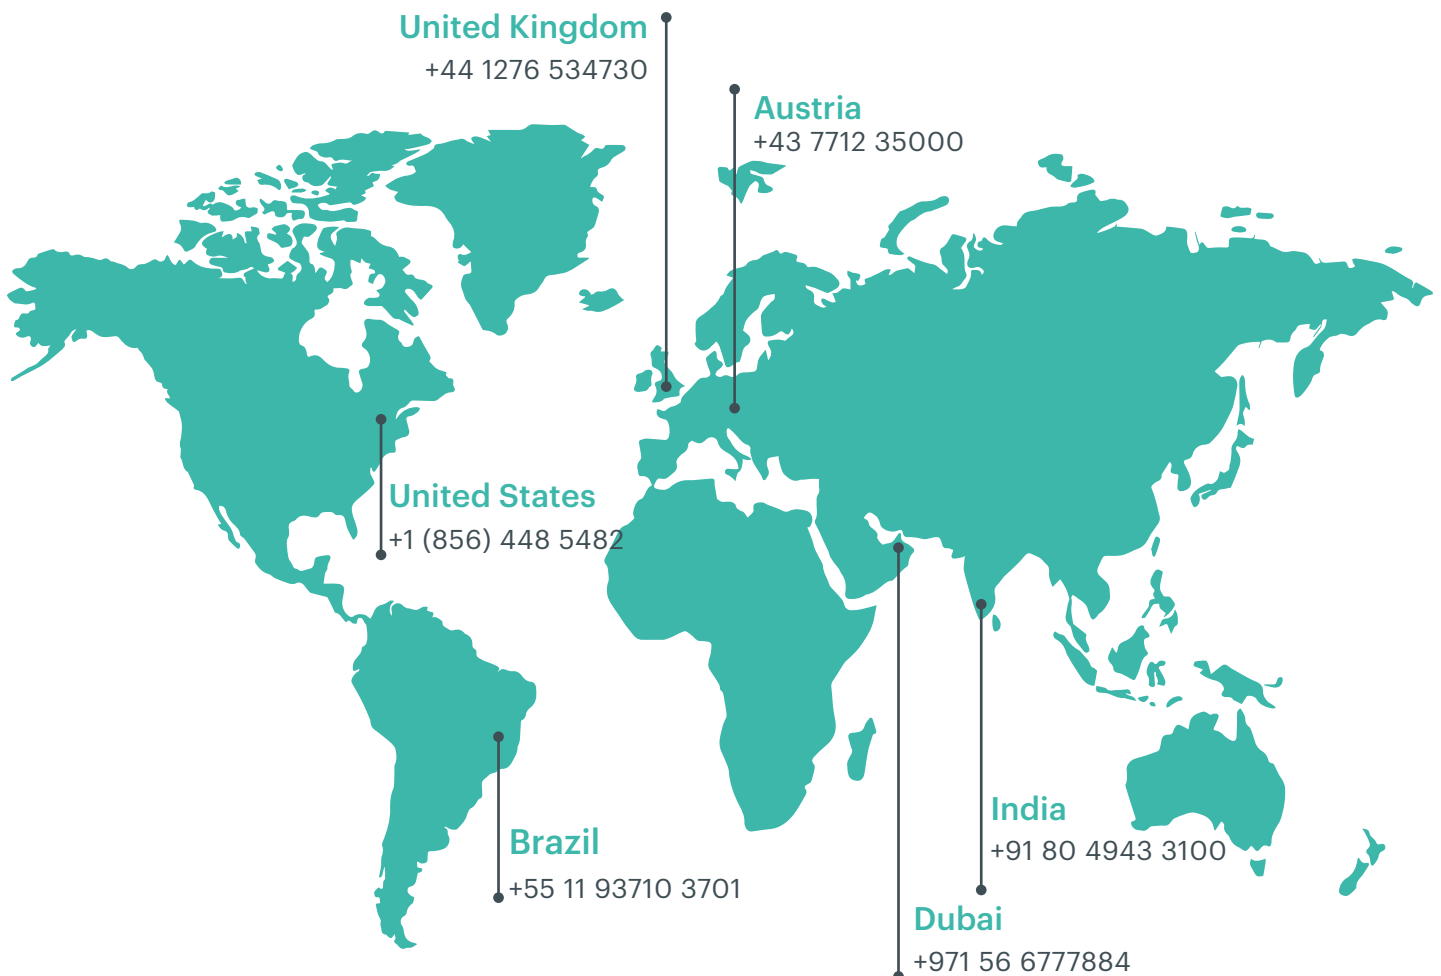 United Kingdom
+44 1276 534730
Austria
+43 7712 35000
United States
+1 (856) 448 5482
Brazil
+55 11 93710 3701
India
+91 80 4943 3100
Dubai
+971 56 6777884